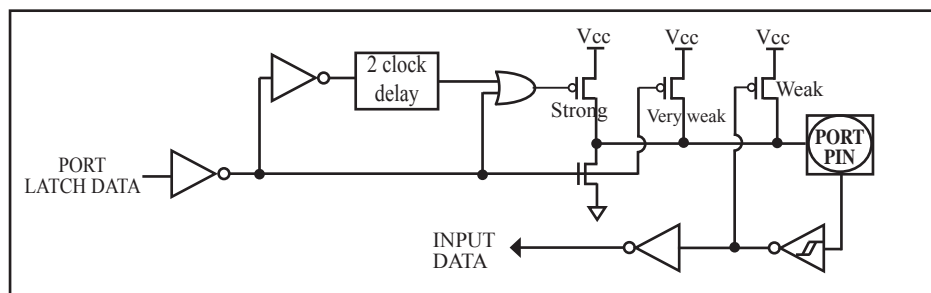 Vcc
Vcc
Vcc
2 clock
delay
Strong
Very weak
Weak
PORT
PIN
PORT
LATCH DATA
INPUT
DATA